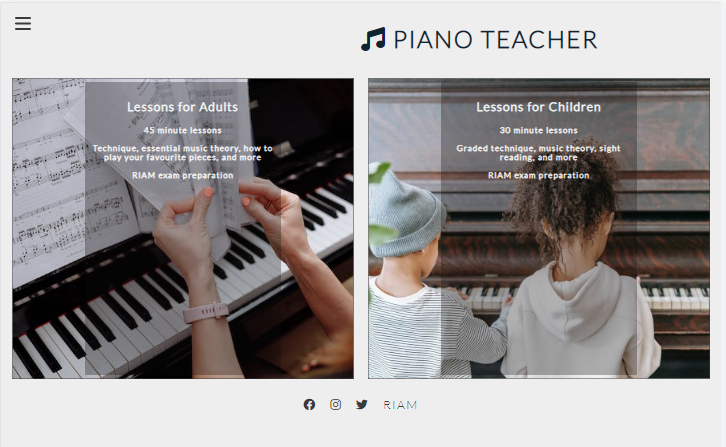 PIANO TEACHER
Lessons for Adults
45 minute lessons
Technique, essential music theory, how to
play your favourite pieces, and more
RIAM exam preparation
Lessons for Children
30 minute lessons
Graded technique, music theory, sight
reading, and more
RIAM exam preparation
RIAM